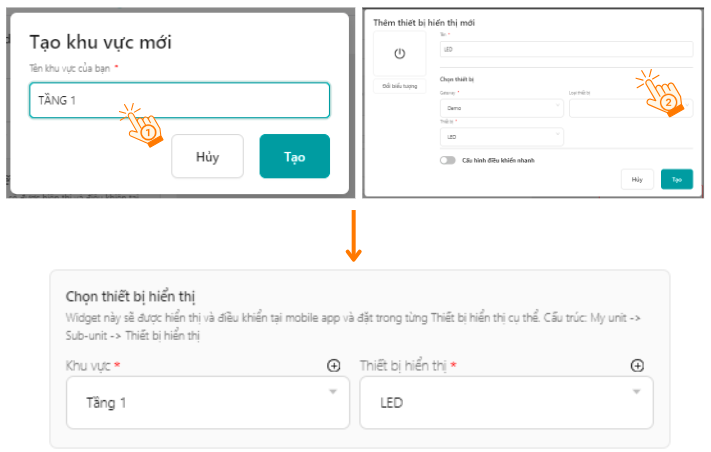 Tạo khu vực mới
Tên khu vực của bạn *
TẦNG 1
1
Hủy
Tạo
Thêm thiết bị hiển thị mới
Tên *
LED
Đổi biểu tượng
Chọn thiết bị
Gateway *
Loại thiết bị
Demo
2
Thiết bị *
LED
Cấu hình điều khiển nhanh
Hủy
Tạo
Chọn thiết bị hiển thị
Widget này sẽ được hiển thị và điều khiển tại mobile app và đặt trong từng Thiết bị hiển thị cụ thể. Cấu trúc: My unit ->
Sub-unit -> Thiết bị hiển thị
Khu vực *
Thiết bị hiển thị *
Tầng 1
LED